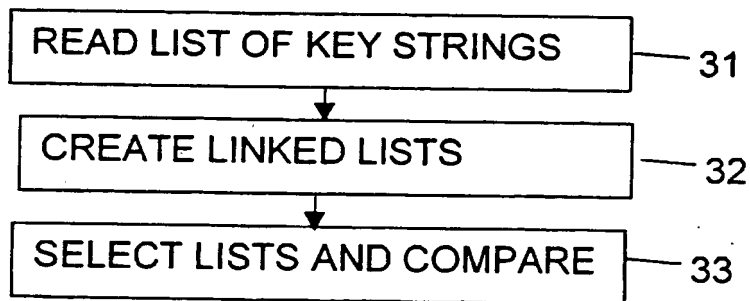 READ LIST OF KEY STRINGS 31
CREATE LINKED LISTS 32
SELECT LISTS AND COMPARE 33